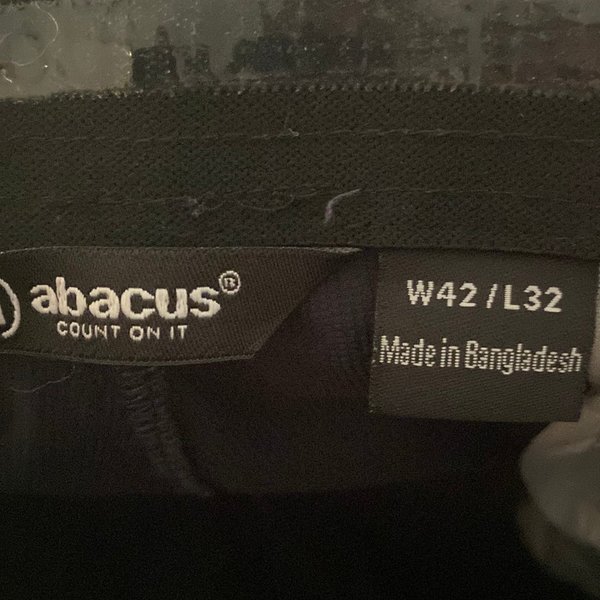 abacus®
COUNT ON IT
W42/L32
Made in Bangladesh